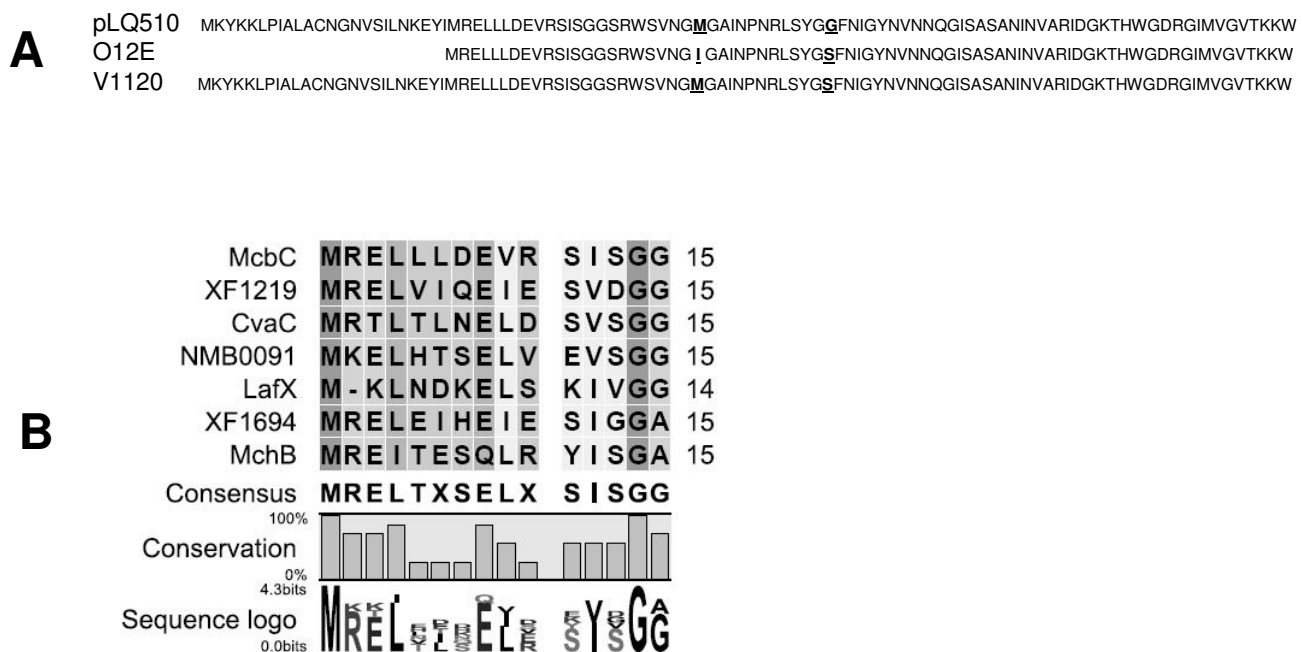 A
pLQ510 MKYKKLPIALACNGNVSILNKEYIMRELLLDEVRSISGGSRWSVNGMGAINPNRLSYGGFNIGYNVNNQGISASANINVARIDGKTHWGDRGIMVGVTKKW
O12E MRELLLDEVRSISGGSRWSVNG I GAINPNRLSYGSFNIGYNVNNQGISASANINVARIDGKTHWGDRGIMVGVTKKW
V1120 MKYKKLPIALACNGNVSILNKEYIMRELLLDEVRSISGGSRWSVNGMGAINPNRLSYGSFNIGYNVNNQGISASANINVARIDGKTHWGDRGIMVGVTKKW
B
McbC MRELLLDEVR SISGG 15
XF1219 MRELVIQEIE SVDGG 15
CvaC MRTLTLNELD SVSGG 15
NMB0091 MKELHTSELV EVSGG 15
LafX M-KLNDKELS KIVGG 14
XF1694 MRELEIHEIE SIGGA 15
MchB MREITESQLR YISGA 15
Consensus MRELTXSELX SISGG
100%
Conservation
0%
4.3bits
Sequence logo
0.0bits